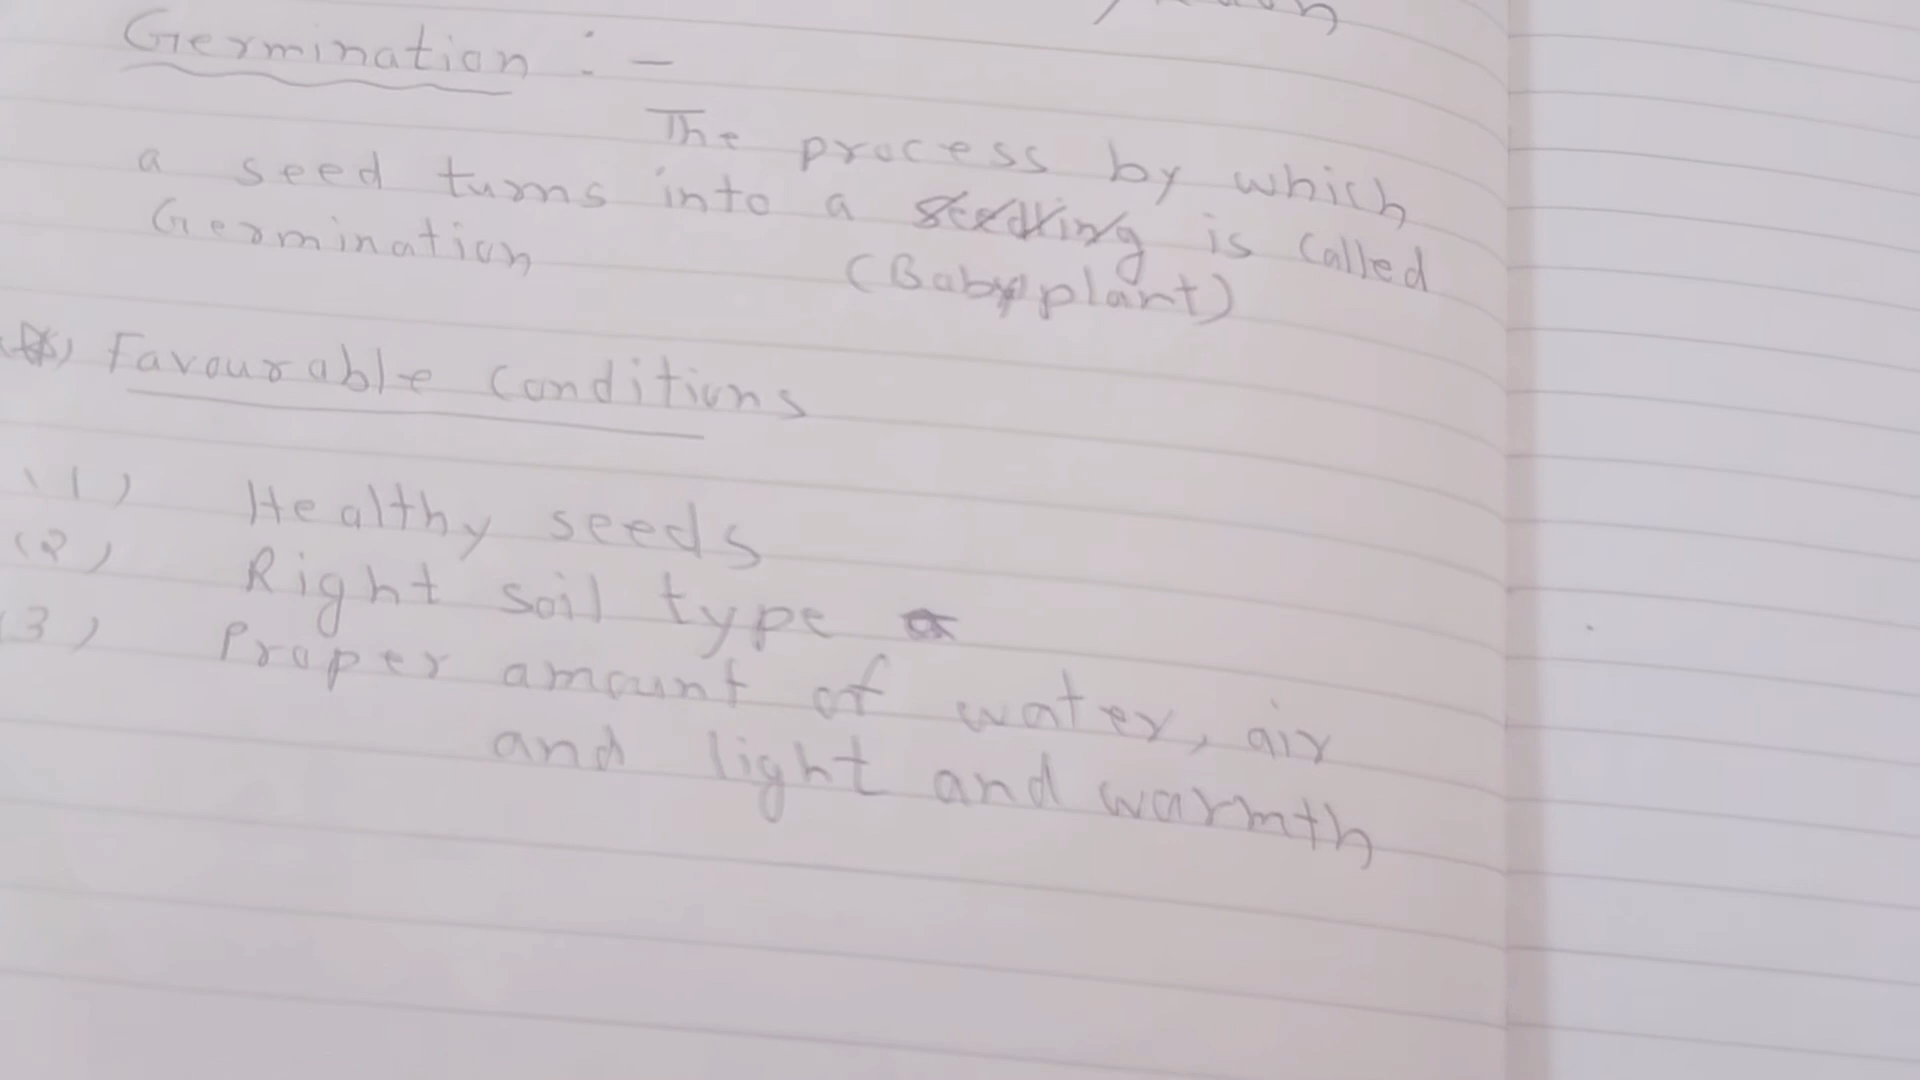 Germination :-
The process by which
a seed turns into a seedling is called
Germination (Baby plant)
Favourable conditions
(1) Healthy seeds
(2) Right soil type
(3) Proper amount of water, air
and light and warmth